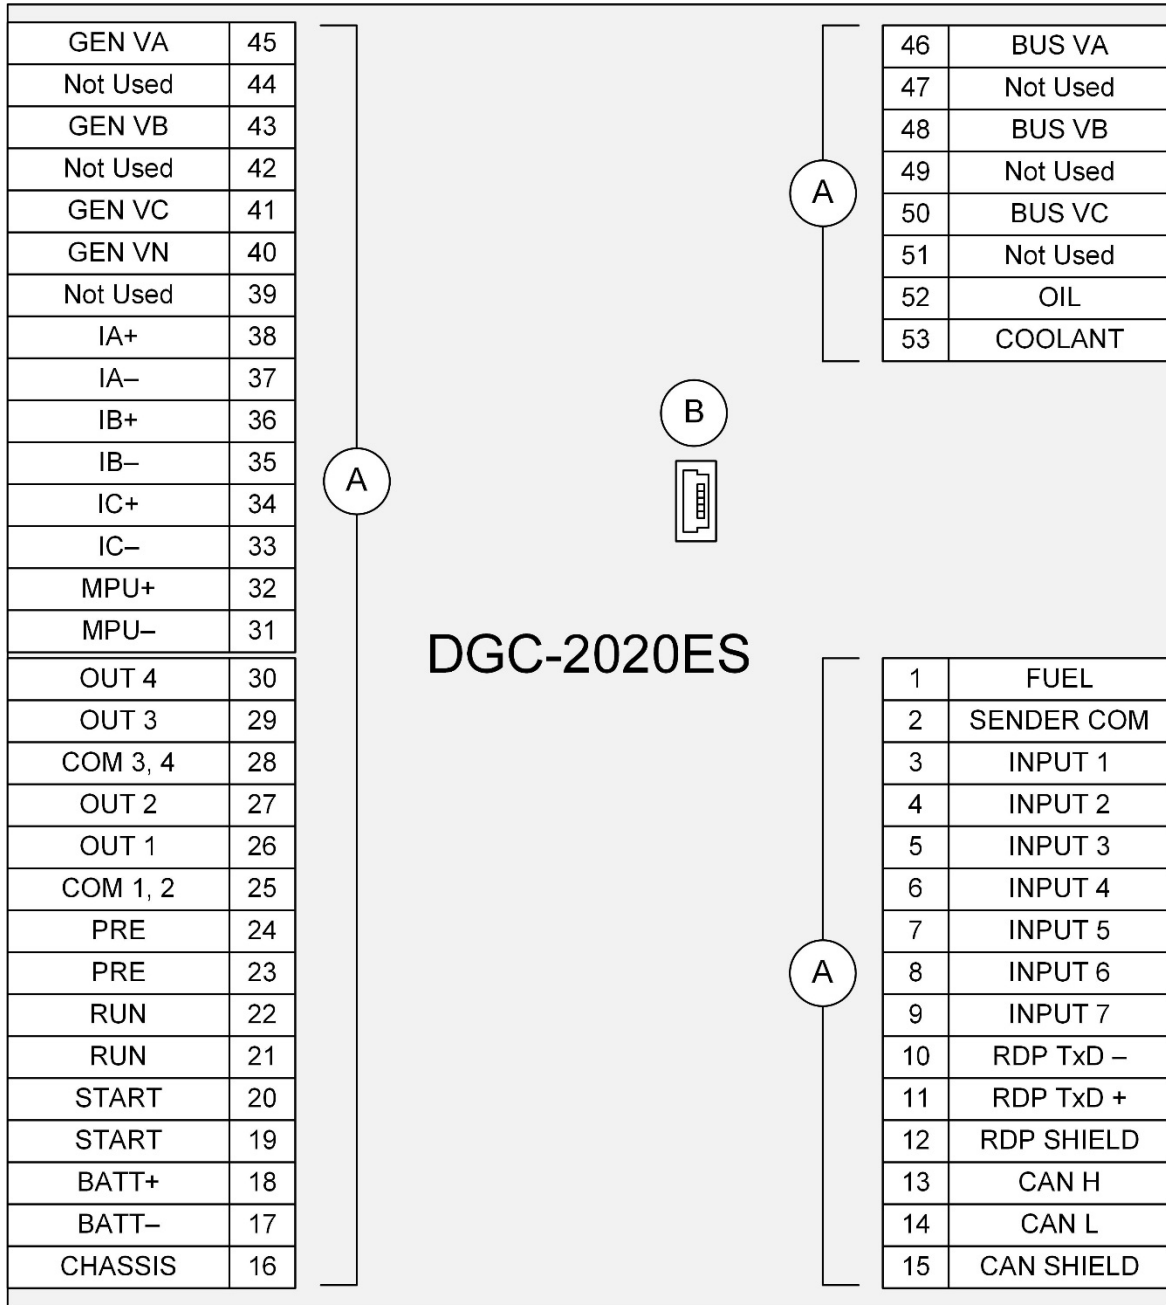 GEN VA 45
Not Used 44
GEN VB 43
Not Used 42
GEN VC 41
GEN VN 40
Not Used 39
IA+ 38
IA– 37
IB+ 36
IB– 35
IC+ 34
IC– 33
MPU+ 32
MPU– 31
OUT 4 30
OUT 3 29
COM 3, 4 28
OUT 2 27
OUT 1 26
COM 1, 2 25
PRE 24
PRE 23
RUN 22
RUN 21
START 20
START 19
BATT+ 18
BATT– 17
CHASSIS 16
A
B
DGC-2020ES
A
46 BUS VA
47 Not Used
48 BUS VB
49 Not Used
50 BUS VC
51 Not Used
52 OIL
53 COOLANT
A
1 FUEL
2 SENDER COM
3 INPUT 1
4 INPUT 2
5 INPUT 3
6 INPUT 4
7 INPUT 5
8 INPUT 6
9 INPUT 7
10 RDP TxD –
11 RDP TxD +
12 RDP SHIELD
13 CAN H
14 CAN L
15 CAN SHIELD